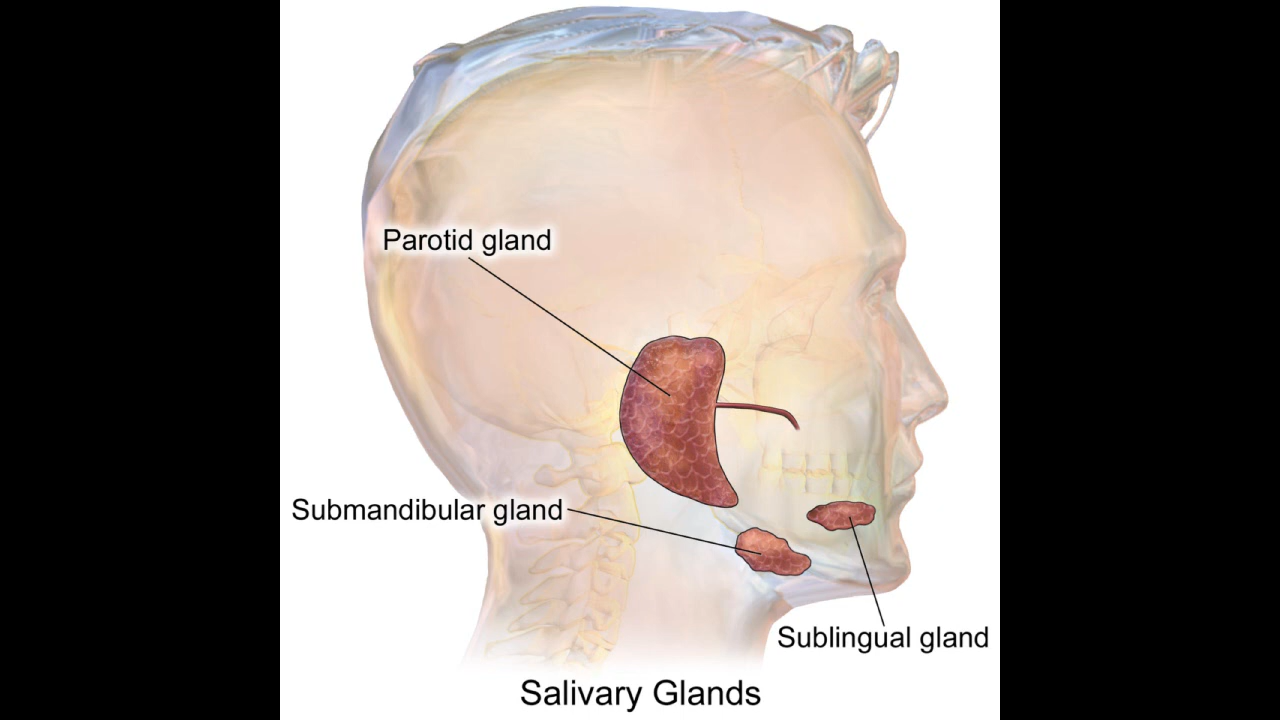 Parotid gland
Submandibular gland
Sublingual gland
Salivary Glands